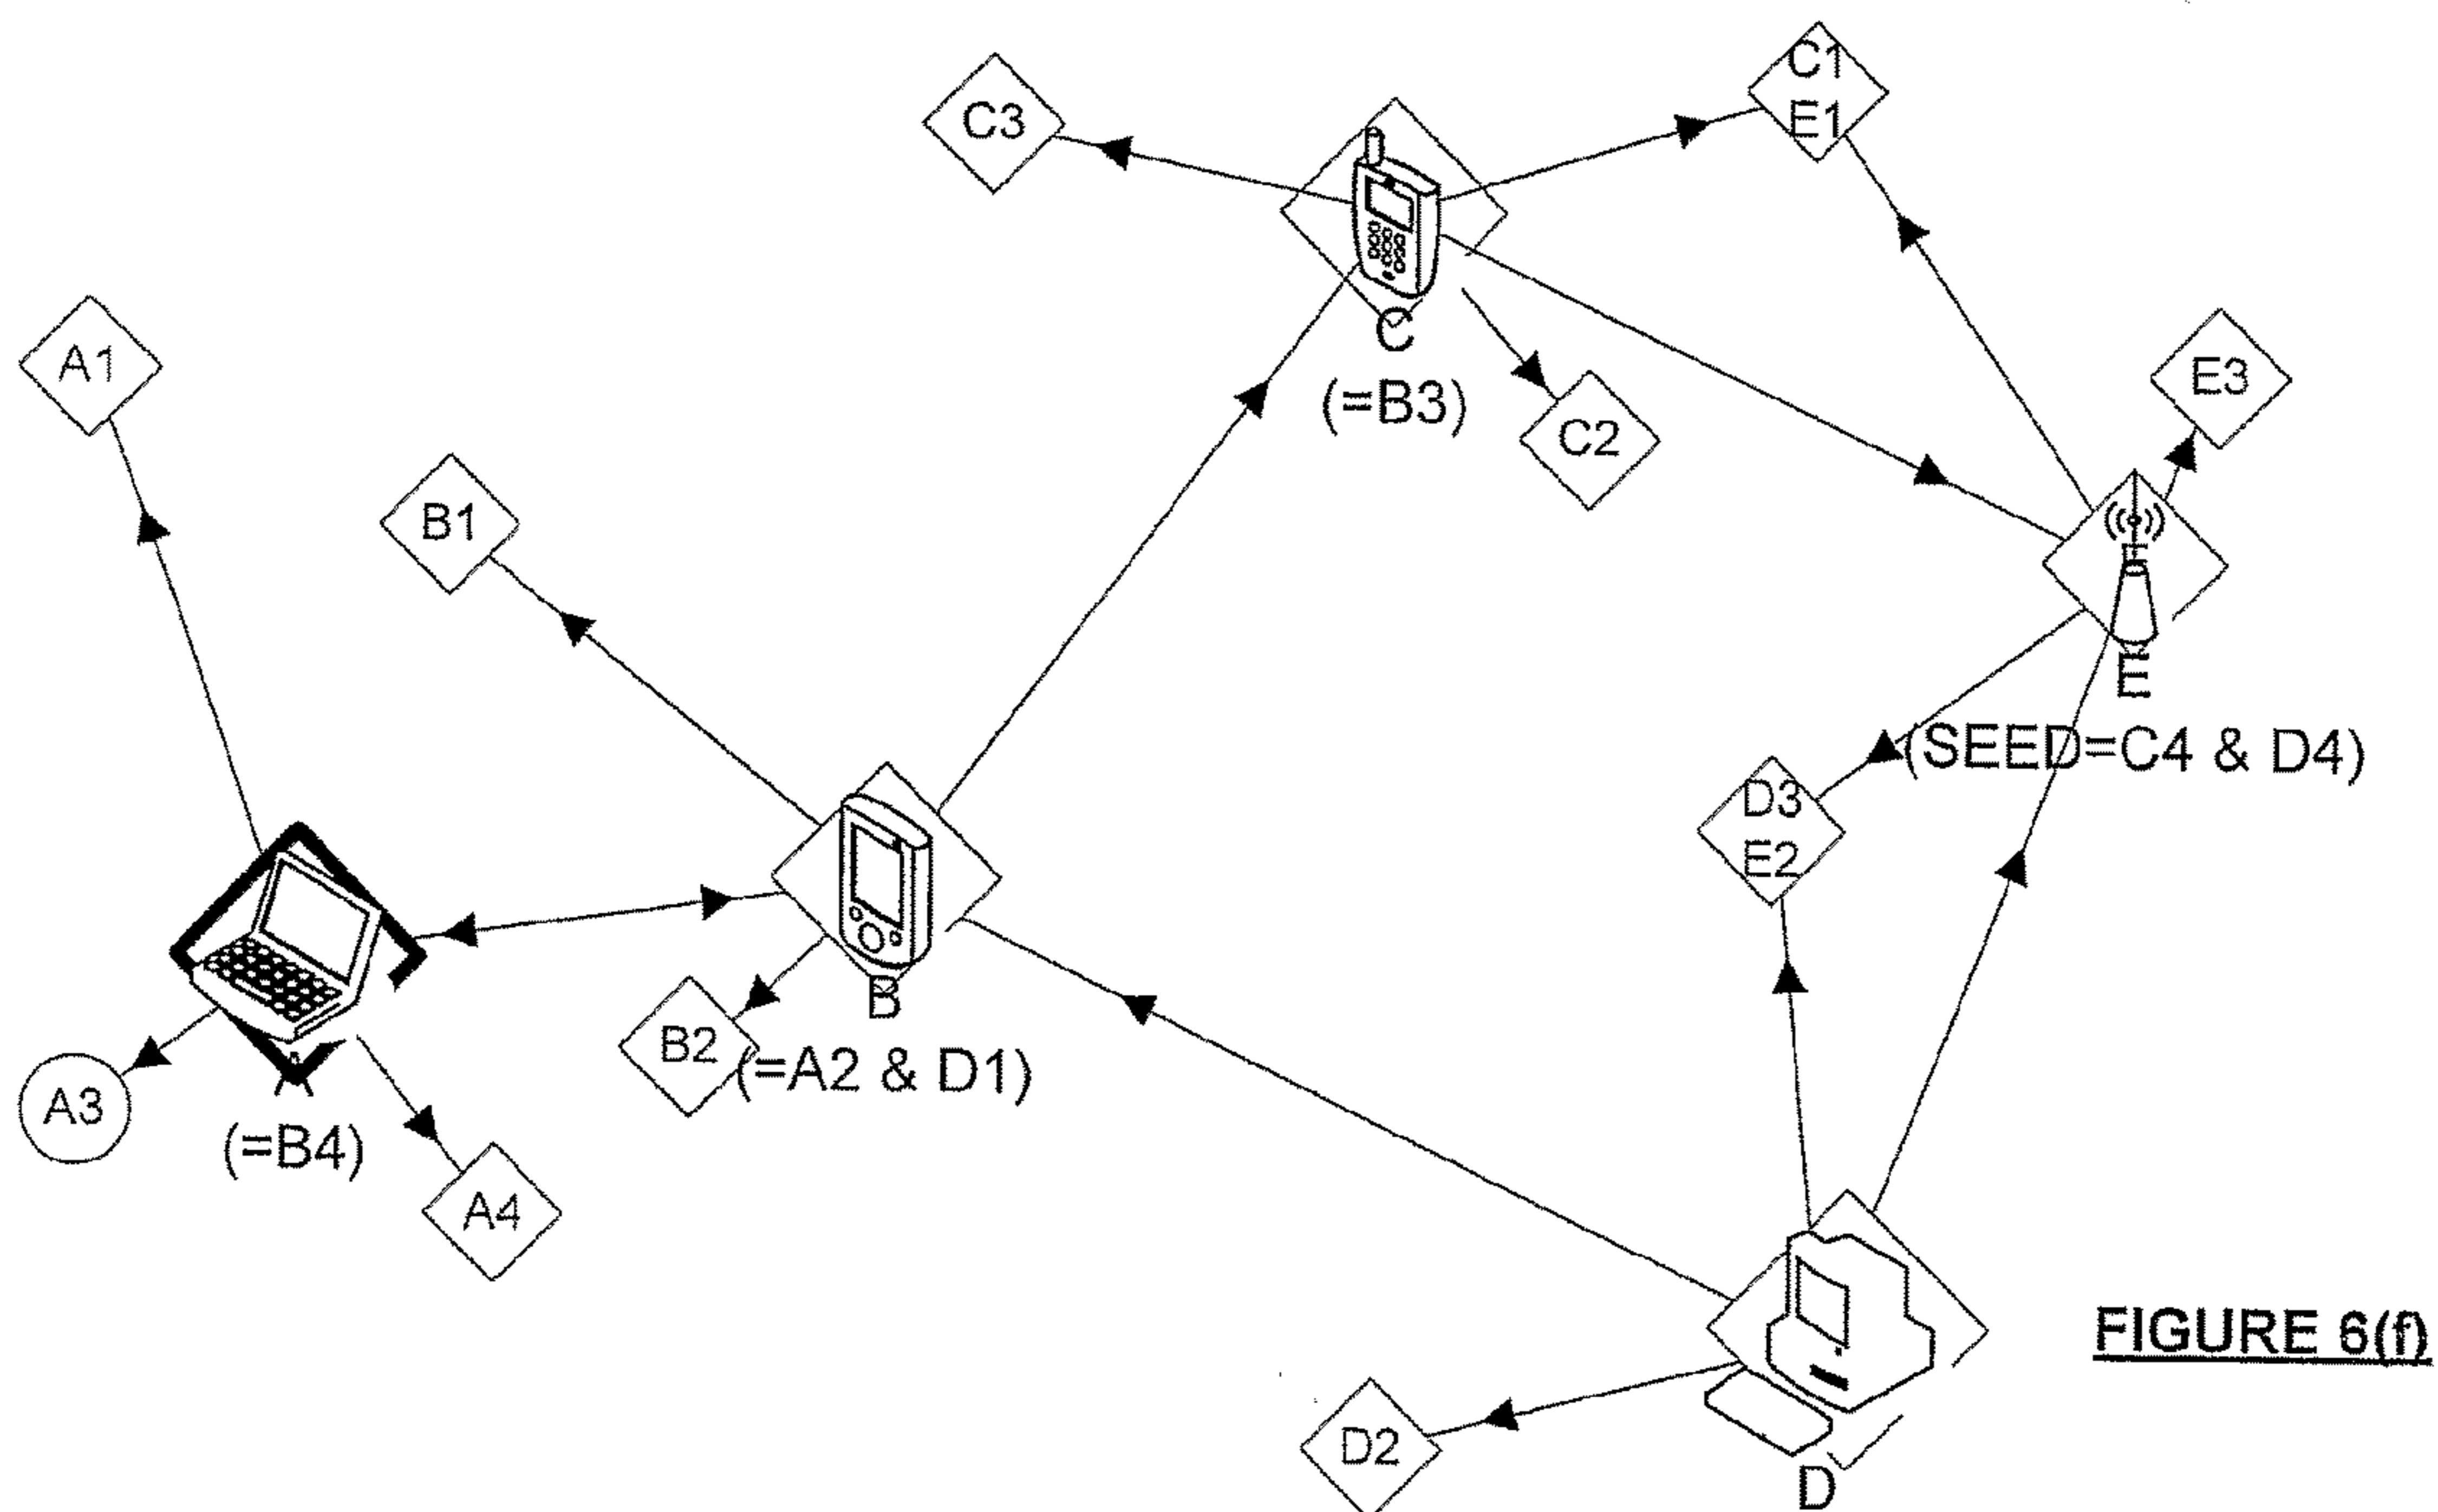 C1
E1
C3
C
(=B3)
A1
E3
C2
B1
E
(SEED=C4 & D4)
D3
E2
B
B2
(=A2 & D1)
A
A3
(=B4)
A4
FIGURE 6(f)
D2
D